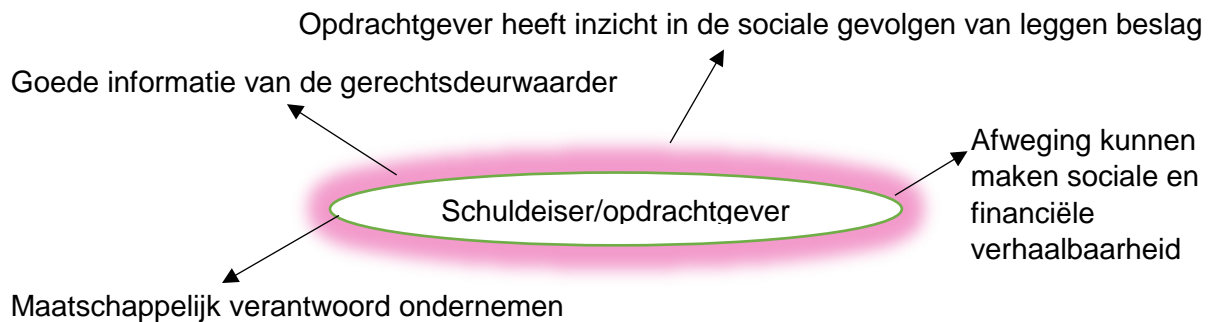 Opdrachtgever heeft inzicht in de sociale gevolgen van leggen beslag
Goede informatie van de gerechtsdeurwaarder
Afweging kunnen
maken sociale en
financiële
verhaalbaarheid
Schuldeiser/opdrachtgever
Maatschappelijk verantwoord ondernemen